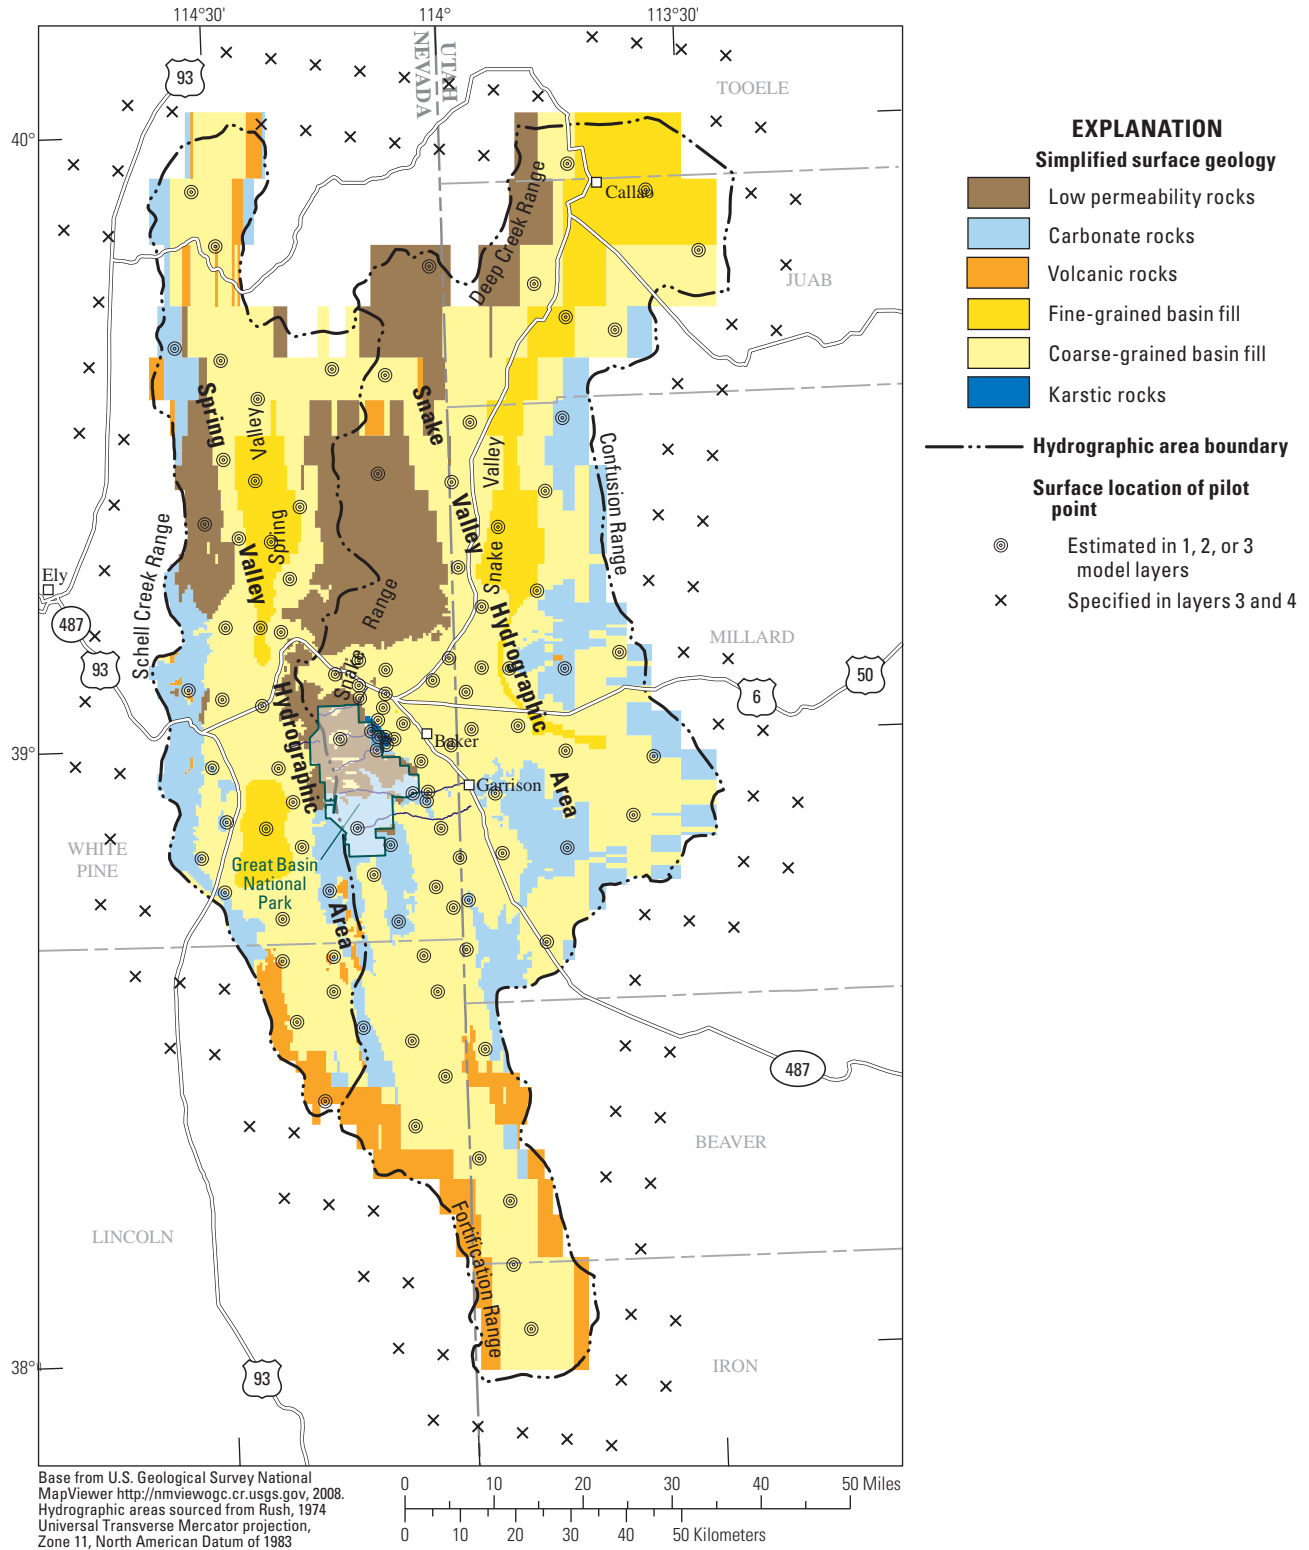 114°30'
114°
113°30'
NEVADA
UTAH
93
TOOELE
40°
Callao
Deep Creek Range
JUAB
Spring
Valley
Snake
Valley
Confusion Range
Spring
Valley
Valley
Snake
Hydrographic
Schell Creek Range
Ely
487
93
Range
Snake
MILLARD
50
6
Hydrographic
Baker
39°
Garrison
Area
WHITE
PINE
Great Basin
National
Park
Area
487
BEAVER
LINCOLN
Fortification Range
38°
93
IRON
EXPLANATION
Simplified surface geology
Low permeability rocks
Carbonate rocks
Volcanic rocks
Fine-grained basin fill
Coarse-grained basin fill
Karstic rocks
Hydrographic area boundary
Surface location of pilot
point
Estimated in 1, 2, or 3
model layers
Specified in layers 3 and 4
Base from U.S. Geological Survey National
MapViewer http://nmviewogc.cr.usgs.gov, 2008.
Hydrographic areas sourced from Rush, 1974
Universal Transverse Mercator projection,
Zone 11, North American Datum of 1983
0 10 20 30 40 50 Miles
0 10 20 30 40 50 Kilometers